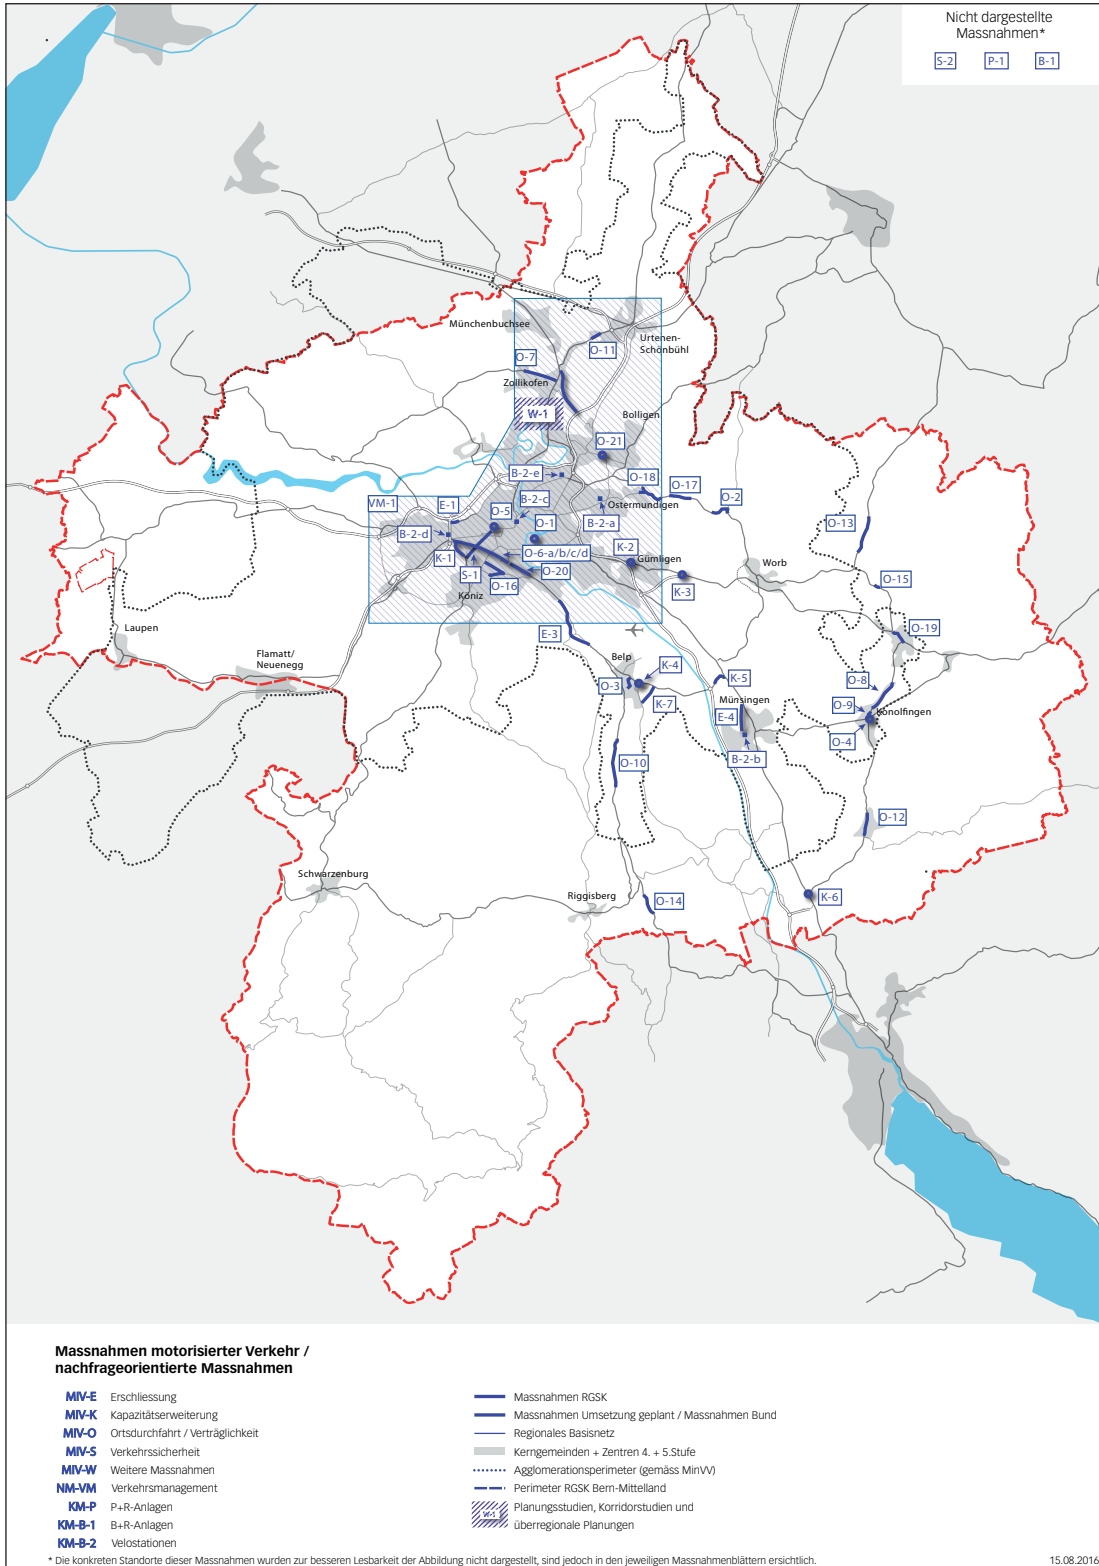 Nicht dargestellte
Massnahmen*
S-2 P-1 B-1
Münchenbuchsee
O-11
Urtenen-
Schönbühl
O-7
Zollikofen
W-1
Bolligen
O-21
B-2-e
O-18
O-17
O-2
VM-1
E-1
B-2-c
O-5
Ostermundigen
O-13
B-2-d
O-1
B-2-a
K-1
O-6-a/b/c/d
K-2
Gümligen
S-1
O-20
Worb
O-16
K-3
O-15
Köniz
Laupen
E-3
O-19
Flamatt/
Neuenegg
Belp
K-4
O-3
K-5
O-8
K-7
Münsingen
O-9
Konolfingen
E-4
O-4
B-2-b
O-10
O-12
Schwarzenburg
Riggisberg
O-14
K-6
Massnahmen motorisierter Verkehr /
nachfrageorientierte Massnahmen
MIV-E Erschliessung
MIV-K Kapazitätserweiterung
MIV-O Ortsdurchfahrt / Verträglichkeit
MIV-S Verkehrssicherheit
MIV-W Weitere Massnahmen
NM-VM Verkehrsmanagement
KM-P P+R-Anlagen
KM-B-1 B+R-Anlagen
KM-B-2 Velostationen
Massnahmen RGSK
Massnahmen Umsetzung geplant / Massnahmen Bund
Regionales Basisnetz
Kerngemeinden + Zentren 4. + 5.Stufe
Agglomerationsperimeter (gemäss MinVV)
Perimeter RGSK Bern-Mittelland
W-1 Planungsstudien, Korridorstudien und
überregionale Planungen
* Die konkreten Standorte dieser Massnahmen wurden zur besseren Lesbarkeit der Abbildung nicht dargestellt, sind jedoch in den jeweiligen Massnahmenblättern ersichtlich.
15.08.2016